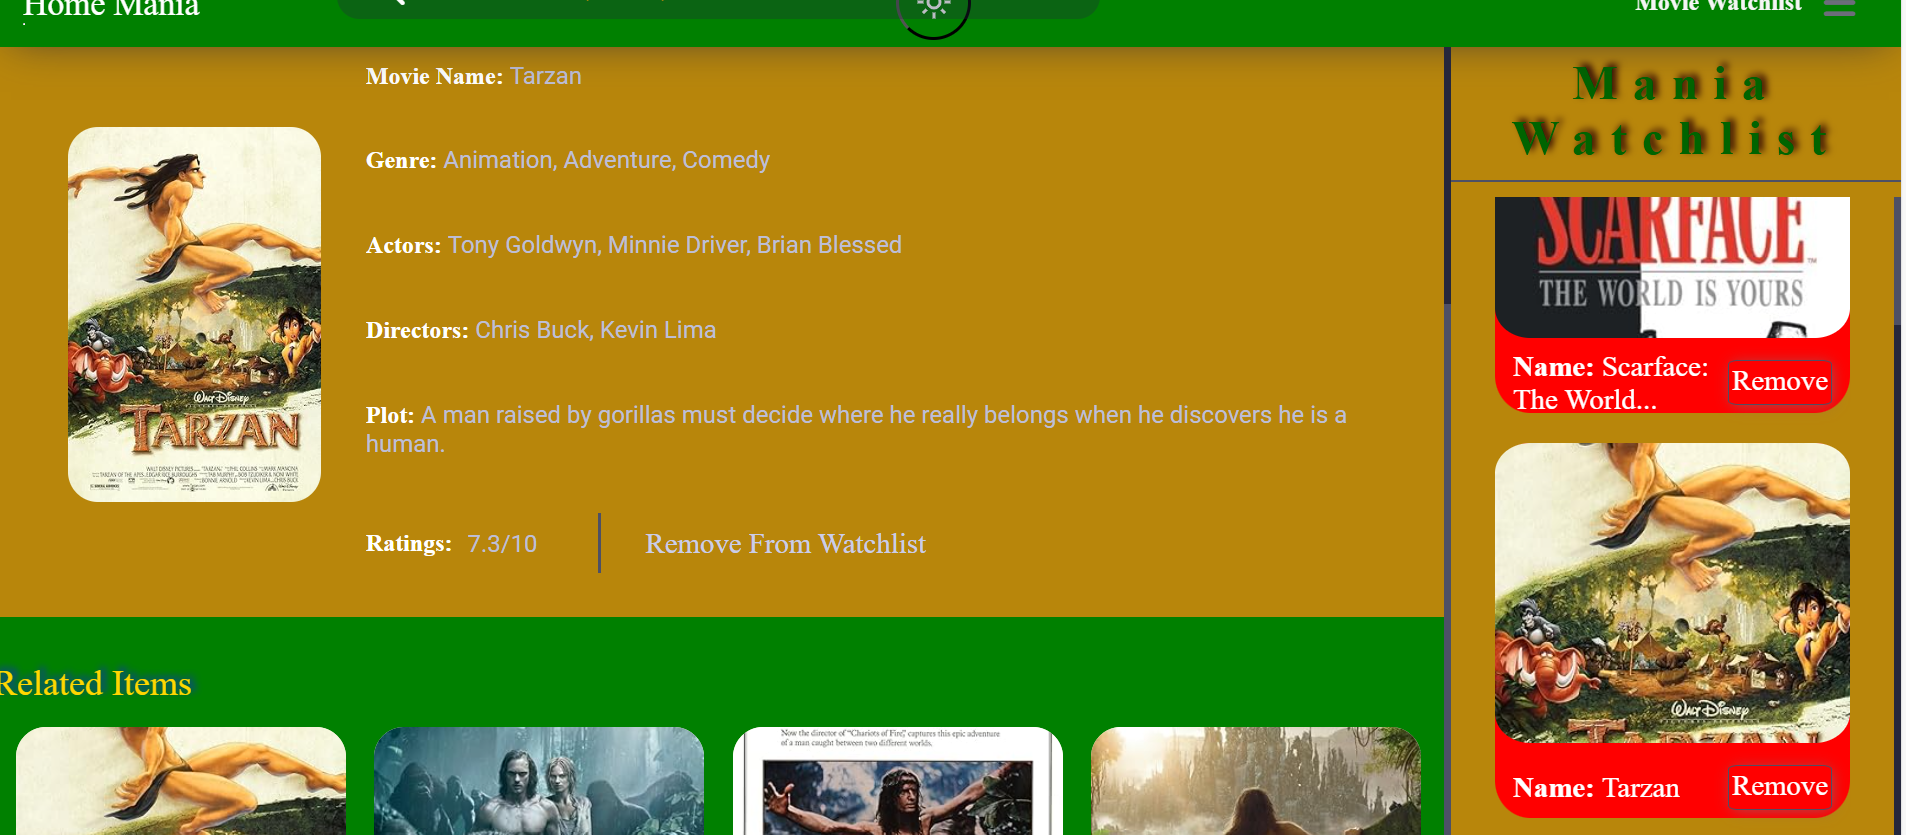 Home Mania
Movie Watchlist
Movie Name: Tarzan
Genre: Animation, Adventure, Comedy
Actors: Tony Goldwyn, Minnie Driver, Brian Blessed
Directors: Chris Buck, Kevin Lima
Plot: A man raised by gorillas must decide where he really belongs when he discovers he is a
human.
Ratings: 7.3/10
Remove From Watchlist
WALT DISNEY
TARZAN
Related Items
Now the director of "Chariots of Fire," captures this epic adventure
of a man caught between two different worlds.
Mania
Watchlist
SCARFACE
THE WORLD IS YOURS
Name: Scarface:
The World...
Remove
WALT DISNEY
TARZAN
Name: Tarzan
Remove